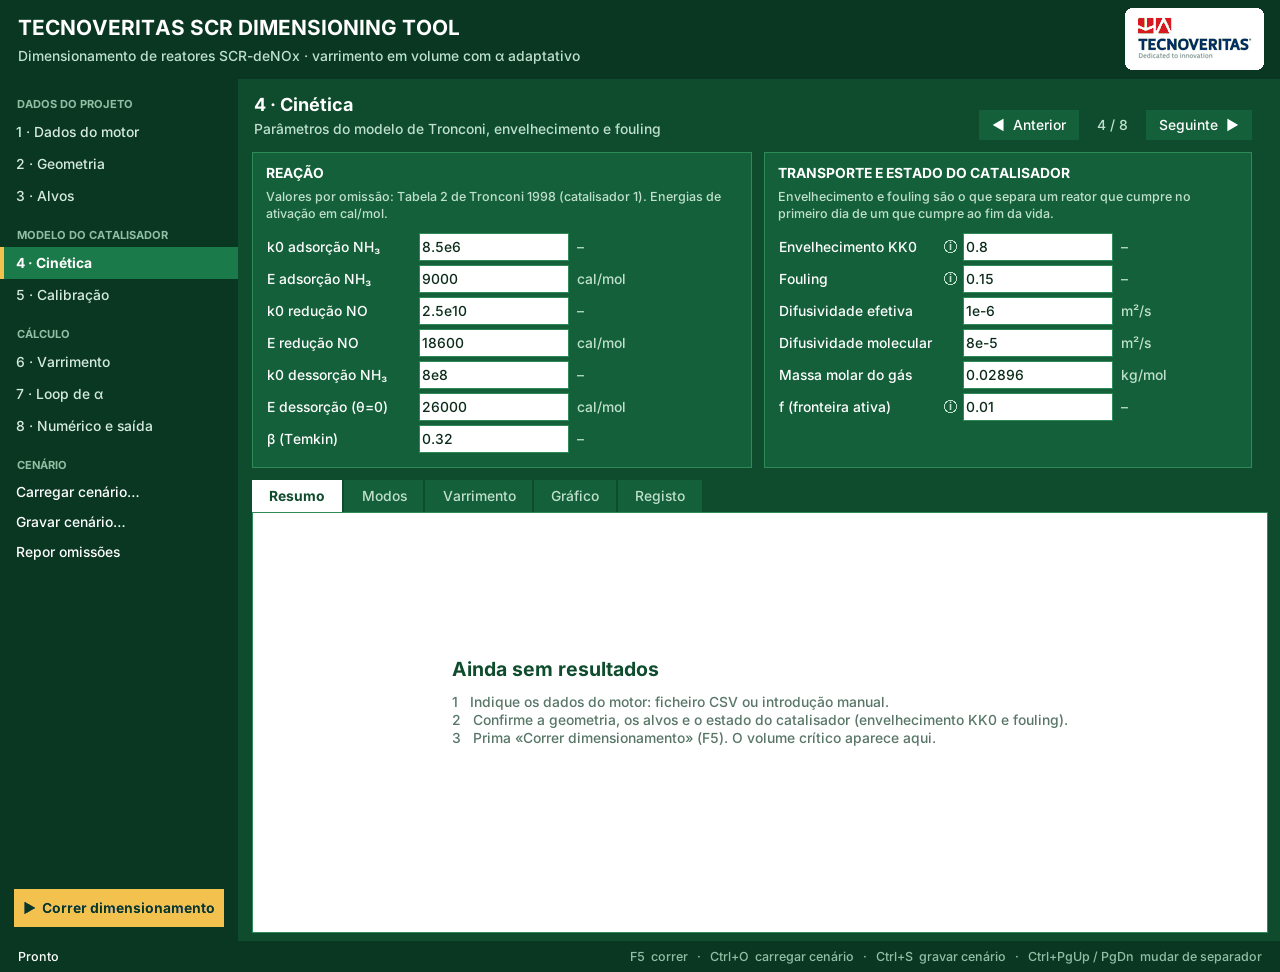 TECNOVERITAS SCR DIMENSIONING TOOL
Dimensionamento de reatores SCR-deNOx · varrimento em volume com α adaptativo
TECNOVERITAS
Dedicated to innovation
DADOS DO PROJETO
1 · Dados do motor
2 · Geometria
3 · Alvos
MODELO DO CATALISADOR
4 · Cinética
5 · Calibração
CÁLCULO
6 · Varrimento
7 · Loop de α
8 · Numérico e saída
CENÁRIO
Carregar cenário...
Gravar cenário...
Repor omissões
▶ Correr dimensionamento
4 · Cinética
Parâmetros do modelo de Tronconi, envelhecimento e fouling
◀ Anterior
4 / 8
Seguinte ▶
REAÇÃO
Valores por omissão: Tabela 2 de Tronconi 1998 (catalisador 1). Energias de
ativação em cal/mol.
k0 adsorção NH₃ 8.5e6 –
E adsorção NH₃ 9000 cal/mol
k0 redução NO 2.5e10 –
E redução NO 18600 cal/mol
k0 dessorção NH₃ 8e8 –
E dessorção (θ=0) 26000 cal/mol
β (Temkin) 0.32 –
TRANSPORTE E ESTADO DO CATALISADOR
Envelhecimento e fouling são o que separa um reator que cumpre no
primeiro dia de um que cumpre ao fim da vida.
Envelhecimento KK0 ⓘ 0.8 –
Fouling ⓘ 0.15 –
Difusividade efetiva 1e-6 m²/s
Difusividade molecular 8e-5 m²/s
Massa molar do gás 0.02896 kg/mol
f (fronteira ativa) ⓘ 0.01 –
Resumo
Modos
Varrimento
Gráfico
Registo
Ainda sem resultados
1 Indique os dados do motor: ficheiro CSV ou introdução manual.
2 Confirme a geometria, os alvos e o estado do catalisador (envelhecimento KK0 e fouling).
3 Prima «Correr dimensionamento» (F5). O volume crítico aparece aqui.
Pronto
F5 correr · Ctrl+O carregar cenário · Ctrl+S gravar cenário · Ctrl+PgUp / PgDn mudar de separador